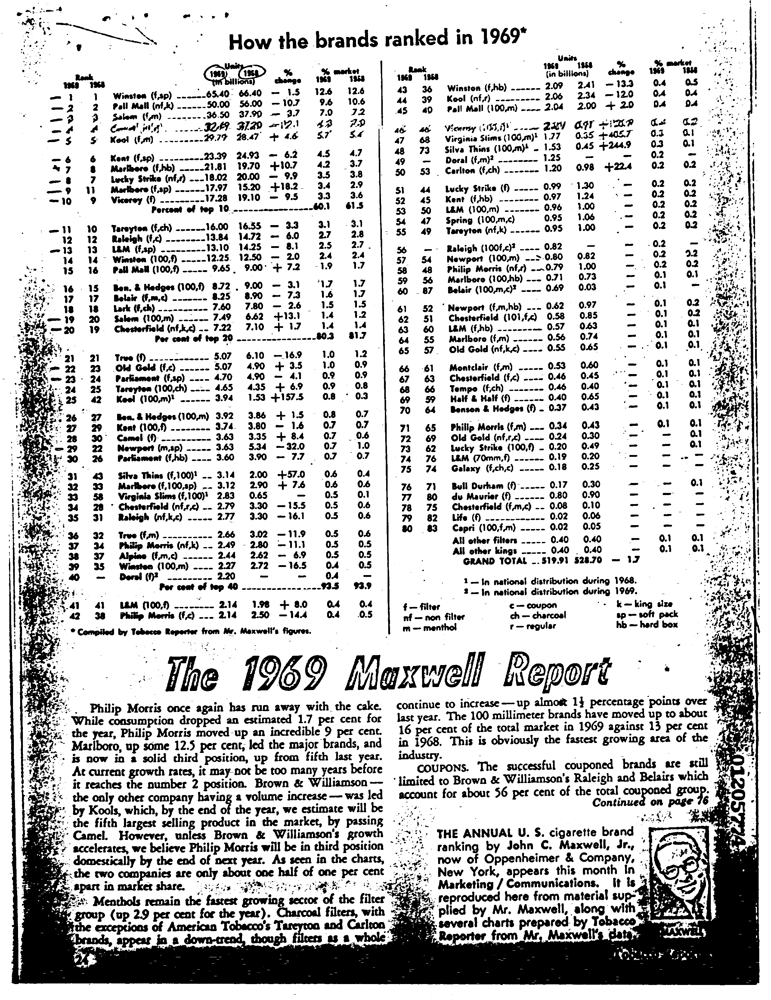 How the brands ranked in 1969*
Rank Units % % market
1969 1968 1969 1968 change 1969 1968
(in billions)
1 1 Winston (f,sp) 65.40 66.40 — 1.5 12.6 12.6
2 2 Pall Mall (nf,k) 50.00 56.00 — 10.7 9.6 10.6
3 3 Salem (f,m) 36.50 37.90 — 3.7 7.0 7.2
4 4 Camel 32.69 37.20
5 5 Kool (f,m) 29.79 28.47 + 4.6 5.7 5.4
6 6 Kent (f,sp) 23.39 24.93 — 6.2 4.5 4.7
7 8 Marlboro (f,hb) 21.81 19.70 +10.7 4.2 3.7
8 7 Lucky Strike (nf,r) 18.02 20.00 — 9.9 3.5 3.8
9 11 Marlboro (f,sp) 17.97 15.20 +18.2 3.4 2.9
10 9 Viceroy (f) 17.28 19.10 — 9.5 3.3 3.6
Percent of top 10 60.1 61.5
11 10 Tareyton (f,ch) 16.00 16.55 — 3.3 3.1 3.1
12 12 Raleigh (f,c) 13.84 14.72 — 6.0 2.7 2.8
13 13 L&M (f,sp) 13.10 14.25 — 8.1 2.5 2.7
14 14 Winston (100,f) 12.25 12.50 — 2.0 2.4 2.4
15 16 Pall Mall (100,f) 9.65 9.00 + 7.2 1.9 1.7
16 15 Ben. & Hedges (100,f) 8.72 9.00 — 3.1 1.7 1.7
17 17 Belair (f,m,c) 8.25 8.90 — 7.3 1.6 1.7
18 18 Lark (f,ch) 7.60 7.80 — 2.6 1.5 1.5
19 20 Salem (100,m) 7.49 6.62 +13.1 1.4 1.2
20 19 Chesterfield (nf,k,c) 7.22 7.10 + 1.7 1.4 1.4
Per cent of top 20 80.3 81.7
21 21 True (f) 5.07 6.10 — 16.9 1.0 1.2
22 23 Old Gold (f,c) 5.07 4.90 + 3.5 1.0 0.9
23 24 Parliament (f,sp) 4.70 4.90 — 4.1 0.9 0.9
24 25 Tareyton (100,ch) 4.65 4.35 + 6.9 0.9 0.8
25 42 Kool (100,m)¹ 3.94 1.53 +157.5 0.8 0.3
26 27 Ben. & Hedges (100,m) 3.92 3.86 + 1.5 0.8 0.7
27 29 Kent (100,f) 3.74 3.80 — 1.6 0.7 0.7
28 30 Camel (f) 3.63 3.35 + 8.4 0.7 0.6
29 22 Newport (m,sp) 3.63 5.34 — 32.0 0.7 1.0
30 26 Parliament (f,hb) 3.60 3.90 — 7.7 0.7 0.7
31 43 Silva Thins (f,100)¹ 3.14 2.00 +57.0 0.6 0.4
32 33 Marlboro (f,100,sp) 3.12 2.90 + 7.6 0.6 0.6
33 58 Virginia Slims (f,100)¹ 2.83 0.65 — 0.5 0.1
34 28 Chesterfield (nf,r,c) 2.79 3.30 — 15.5 0.5 0.6
35 31 Raleigh (nf,k,c) 2.77 3.30 — 16.1 0.5 0.6
36 32 True (f,m) 2.66 3.02 — 11.9 0.5 0.6
37 34 Philip Morris (nf,k) 2.49 2.80 — 11.1 0.5 0.5
38 37 Alpine (f,m,c) 2.44 2.62 — 6.9 0.5 0.5
39 35 Winston (100,m) 2.27 2.72 — 16.5 0.4 0.5
40 — Doral (f)² 2.20 — 0.4 —
Per cent of top 40 93.5 93.9
41 41 L&M (100,f) 2.14 1.98 + 8.0 0.4 0.4
42 38 Philip Morris (f,c) 2.14 2.50 — 14.4 0.4 0.5
* Compiled by Tobacco Reporter from Mr. Maxwell's figures.
Rank Units % % market
1969 1968 1969 1968 change 1969 1968
(in billions)
43 36 Winston (f,hb) 2.09 2.41 — 13.3 0.4 0.5
44 39 Kool (nf,r) 2.06 2.34 — 12.0 0.4 0.4
45 40 Pall Mall (100,m) 2.04 2.00 + 2.0 0.4 0.4
46 Viceroy
47 68 Virginia Slims (100,m)¹ 1.77 0.35 +405.7 0.3 0.1
48 73 Silva Thins (100,m)¹ 1.53 0.45 +244.9 0.3 0.1
49 — Doral (f,m)² 1.25 — 0.2 —
50 53 Carlton (f,ch) 1.20 0.98 +22.4 0.2 0.2
51 44 Lucky Strike (f) 0.99 1.30 — 0.2 0.2
52 45 Kent (f,hb) 0.97 1.24 — 0.2 0.2
53 50 L&M (100,m) 0.96 1.00 — 0.2 0.2
54 47 Spring (100,m,c) 0.95 1.06 — 0.2 0.2
55 49 Tareyton (nf,k) 0.95 1.00 — 0.2 0.2
56 — Raleigh (100f,c)² 0.82 — — 0.2 —
57 54 Newport (100,m) 0.80 0.82 — 0.2 0.2
58 48 Philip Morris (nf,r) 0.79 1.00 — 0.2 0.2
59 56 Marlboro (100,hb) 0.71 0.73 — 0.1 0.1
60 87 Belair (100,m,c)² 0.69 0.03 — 0.1 —
61 52 Newport (f,m,hb) 0.62 0.97 — 0.1 0.2
62 51 Chesterfield (101,f,c) 0.58 0.85 — 0.1 0.2
63 60 L&M (f,hb) 0.57 0.63 — 0.1 0.1
64 55 Marlboro (f,m) 0.56 0.74 — 0.1 0.1
65 57 Old Gold (nf,k,c) 0.55 0.65 — 0.1 0.1
66 61 Montclair (f,m) 0.53 0.60 — 0.1 0.1
67 63 Chesterfield (f,c) 0.46 0.45 — 0.1 0.1
68 66 Tempo (f,ch) 0.46 0.40 — 0.1 0.1
69 59 Half & Half (f) 0.40 0.65 — 0.1 0.1
70 64 Benson & Hedges (f) 0.37 0.43 — 0.1 0.1
71 65 Philip Morris (f,m) 0.34 0.43 — 0.1 0.1
72 69 Old Gold (nf,r,c) 0.24 0.30 — — 0.1
73 62 Lucky Strike (100,f) 0.20 0.49 — — 0.1
74 76 L&M (70mm,f) 0.19 0.20 — — —
75 74 Galaxy (f,ch,c) 0.18 0.25 — — —
76 71 Bull Durham (f) 0.17 0.30 — — 0.1
77 80 du Maurier (f) 0.80 0.90 — — —
78 75 Chesterfield (f,m,c) 0.08 0.10 — — —
79 82 Life (f) 0.02 0.06 — — —
80 83 Capri (100,f,m) 0.02 0.05 — — —
All other filters 0.40 0.40 — 0.1 0.1
All other kings 0.40 0.40 — 0.1 0.1
GRAND TOTAL 519.91 528.70 — 1.7
¹ — In national distribution during 1968.
² — In national distribution during 1969.
f — filter c — coupon k — king size
nf — non filter ch — charcoal sp — soft pack
m — menthol r — regular hb — hard box
The 1969 Maxwell Report
Philip Morris once again has run away with the cake.
While consumption dropped an estimated 1.7 per cent for
the year, Philip Morris moved up an incredible 9 per cent.
Marlboro, up some 12.5 per cent, led the major brands, and
is now in a solid third position, up from fifth last year.
At current growth rates, it may not be too many years before
it reaches the number 2 position. Brown & Williamson —
the only other company having a volume increase — was led
by Kools, which, by the end of the year, we estimate will be
the fifth largest selling product in the market, by passing
Camel. However, unless Brown & Williamson's growth
accelerates, we believe Philip Morris will be in third position
domestically by the end of next year. As seen in the charts,
the two companies are only about one half of one per cent
apart in market share.
Menthols remain the fastest growing sector of the filter
group (up 2.9 per cent for the year). Charcoal filters, with
the exceptions of American Tobacco's Tareyton and Carlton
brands, appear in a down-trend, though filters as a whole
24
continue to increase — up almost 1½ percentage points over
last year. The 100 millimeter brands have moved up to about
16 per cent of the total market in 1969 against 13 per cent
in 1968. This is obviously the fastest growing area of the
industry.
COUPONS. The successful couponed brands are still
limited to Brown & Williamson's Raleigh and Belairs which
account for about 56 per cent of the total couponed group.
Continued on page 76
THE ANNUAL U. S. cigarette brand
ranking by John C. Maxwell, Jr.,
now of Oppenheimer & Company,
New York, appears this month in
Marketing / Communications. It is
reproduced here from material sup-
plied by Mr. Maxwell, along with
several charts prepared by Tobacco
Reporter from Mr. Maxwell's data.
MAXWELL
01205774